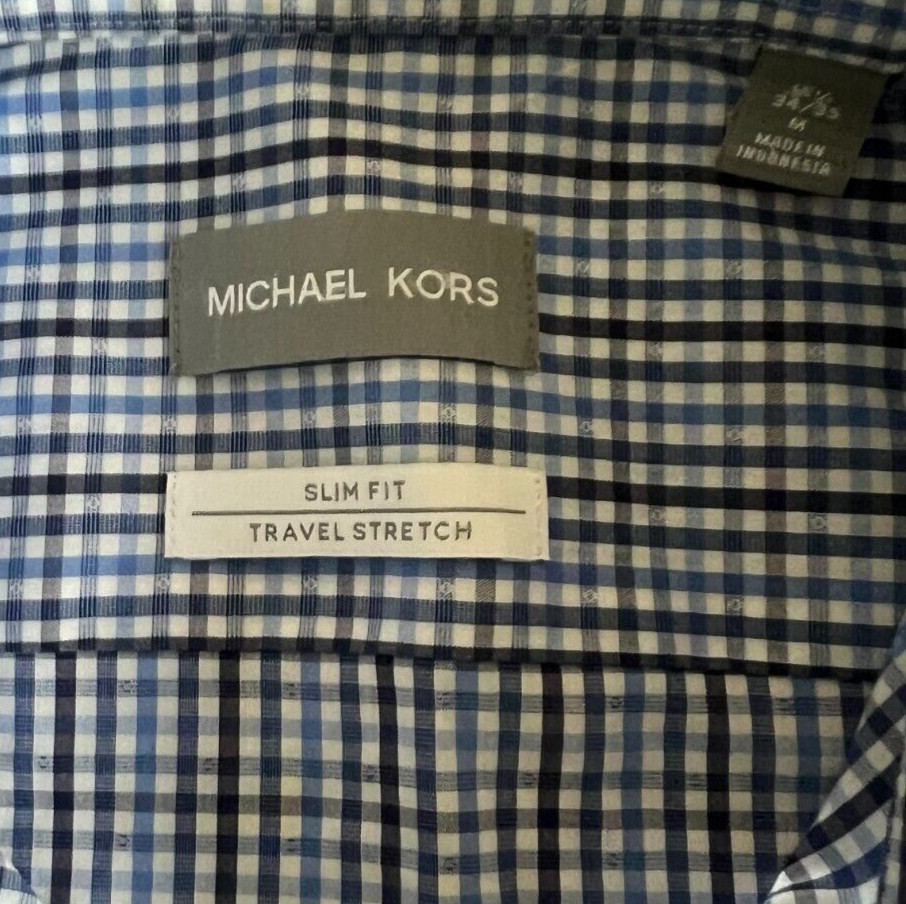 34/35
M
MADE IN
INDONESIA
MICHAEL KORS
SLIM FIT
TRAVEL STRETCH